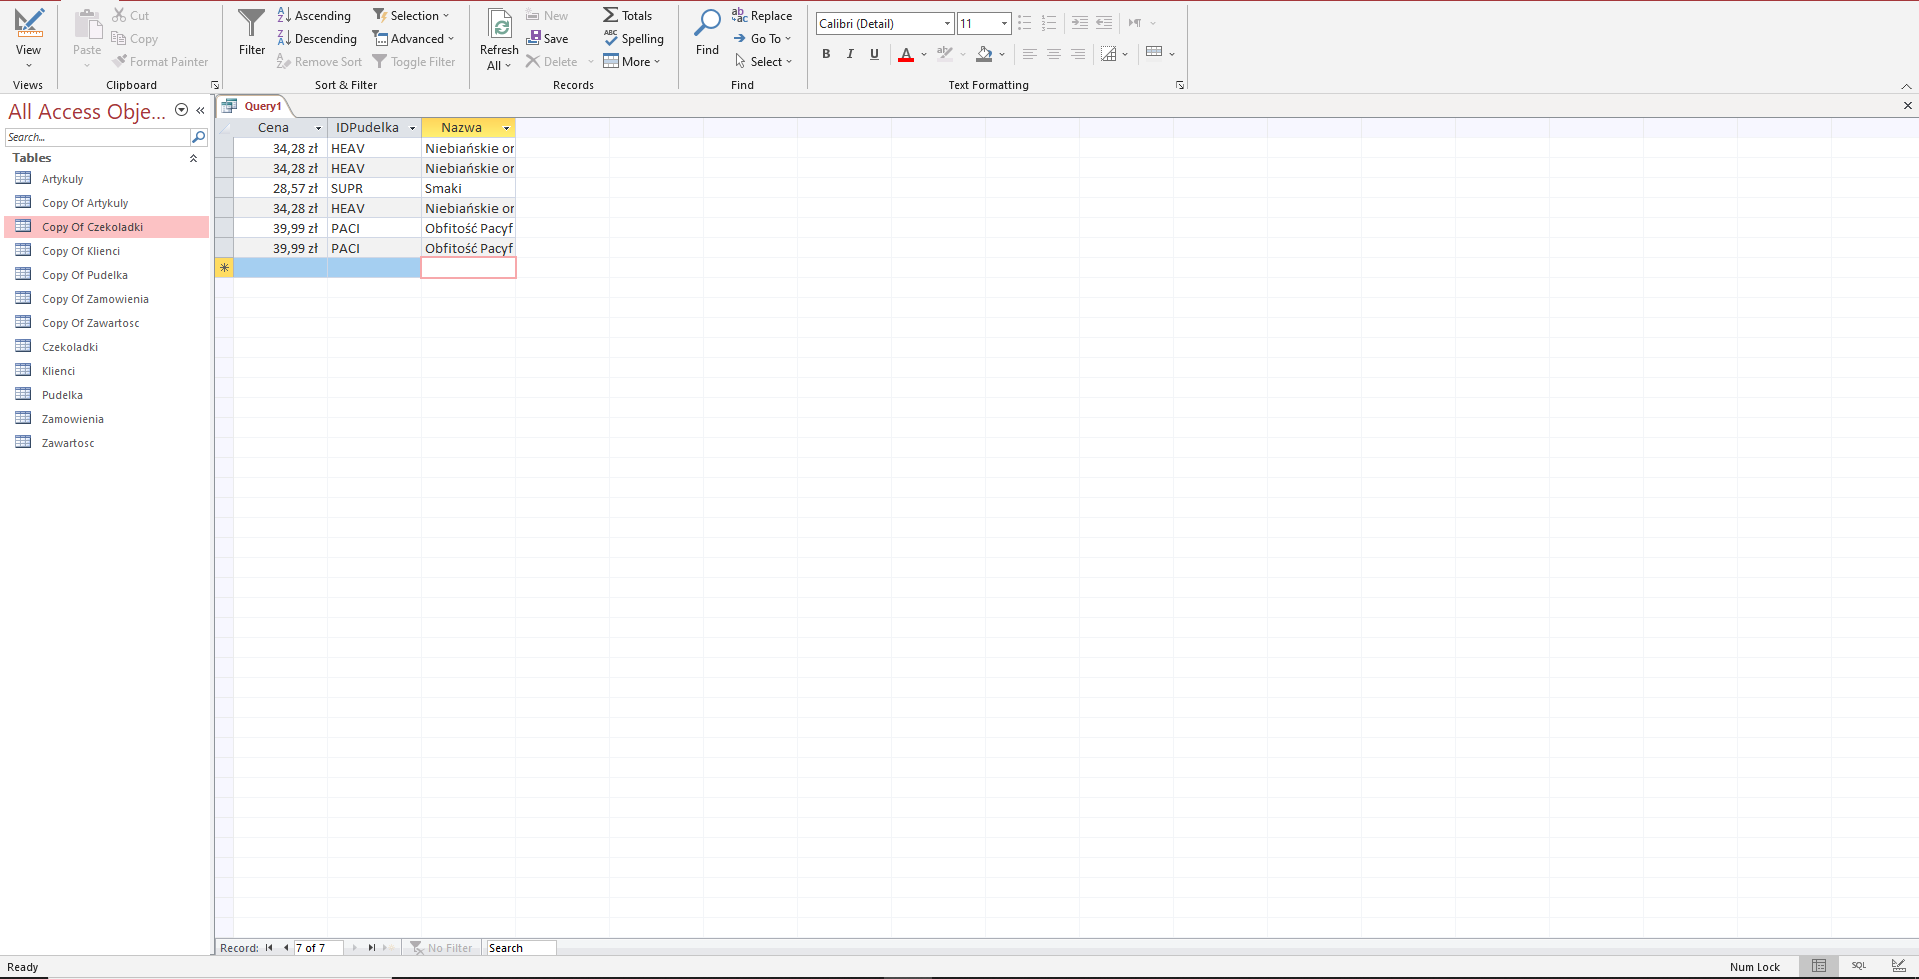 View
Views
Paste
Cut
Copy
Format Painter
Clipboard
Filter
Ascending
Descending
Remove Sort
Selection
Advanced
Toggle Filter
Sort & Filter
Refresh
All
New
Save
Delete
Totals
Spelling
More
Records
Find
Replace
Go To
Select
Find
Calibri (Detail)
11
B I U A
Text Formatting
All Access Obje...
Search...
Tables
Artykuly
Copy Of Artykuly
Copy Of Czekoladki
Copy Of Klienci
Copy Of Pudelka
Copy Of Zamowienia
Copy Of Zawartosc
Czekoladki
Klienci
Pudelka
Zamowienia
Zawartosc
Query1
Cena IDPudelka Nazwa
34,28 zł HEAV Niebiańskie or
34,28 zł HEAV Niebiańskie or
28,57 zł SUPR Smaki
34,28 zł HEAV Niebiańskie or
39,99 zł PACI Obfitość Pacyf
39,99 zł PACI Obfitość Pacyf
Record: 7 of 7 No Filter Search
Ready
Num Lock SQL